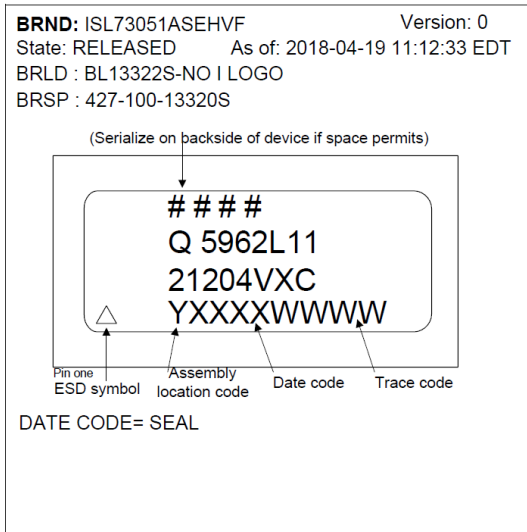 BRND: ISL73051ASEHVF Version: 0
State: RELEASED As of: 2018-04-19 11:12:33 EDT
BRLD : BL13322S-NO I LOGO
BRSP : 427-100-13320S
(Serialize on backside of device if space permits)
# # # #
Q 5962L11
21204VXC
YXXXXWWWW
Pin one
ESD symbol
Assembly
location code
Date code
Trace code
DATE CODE= SEAL